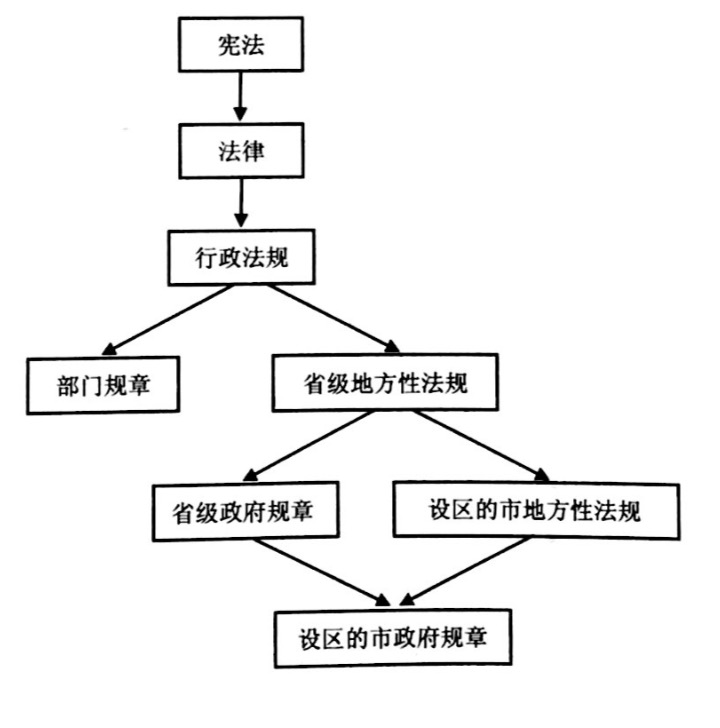 宪法
法律
行政法规
部门规章
省级地方性法规
省级政府规章
设区的市地方性法规
设区的市政府规章